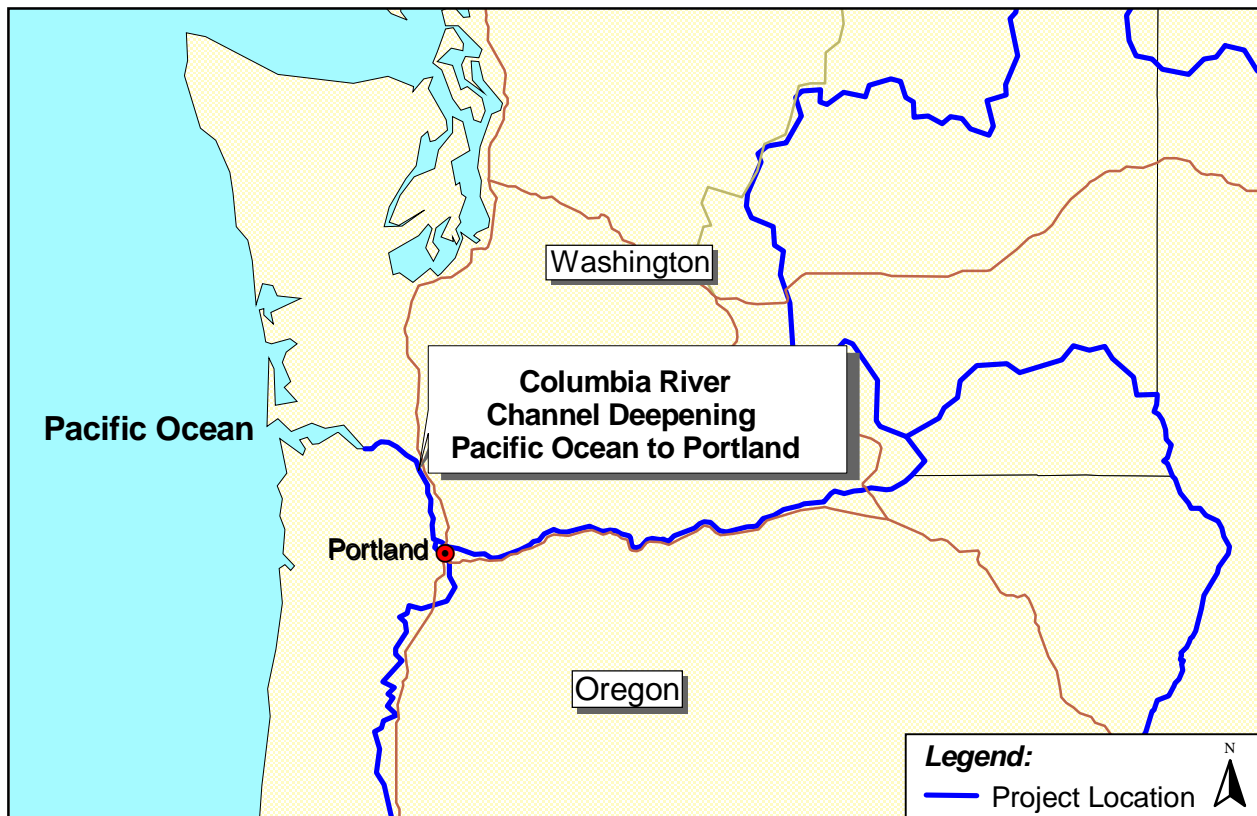 Washington
Columbia River
Channel Deepening
Pacific Ocean to Portland
Pacific Ocean
Portland
Oregon
Legend:
N
Project Location